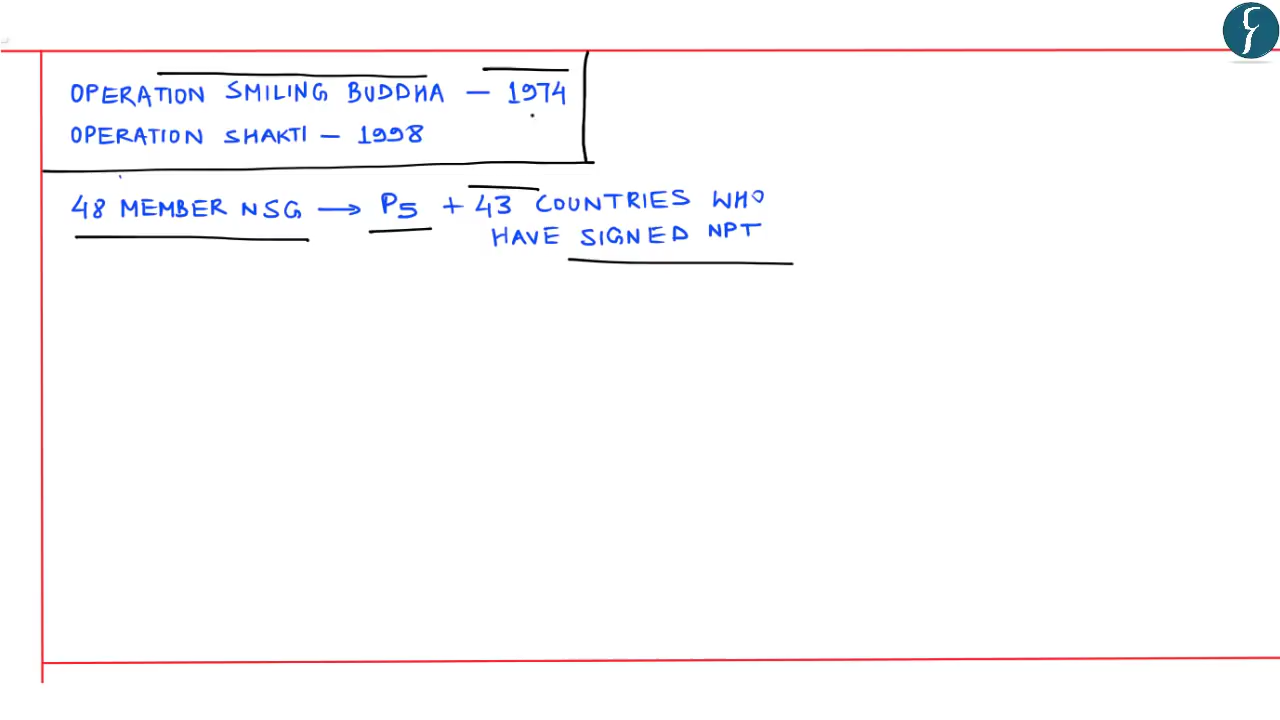 OPERATION SMILING BUDDHA — 1974
OPERATION SHAKTI — 1998
48 MEMBER NSG → P5 + 43 COUNTRIES WHO
HAVE SIGNED NPT